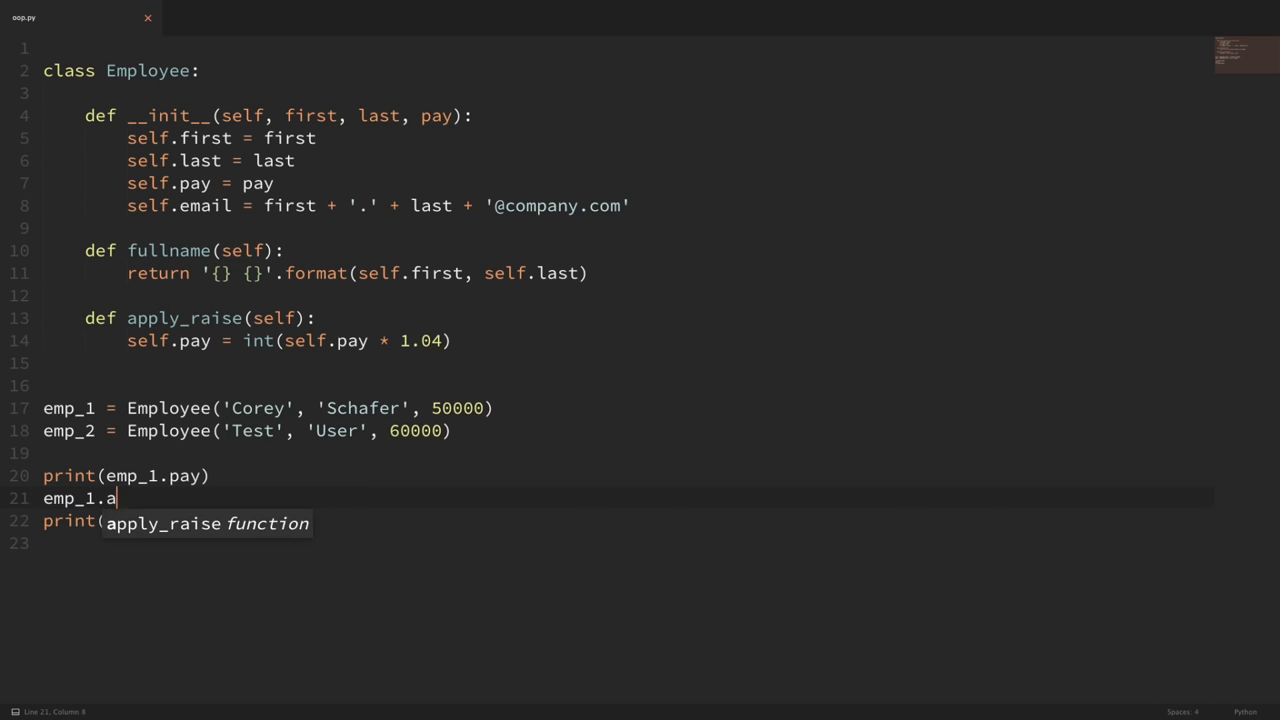 oop.py ×
1
2 class Employee:
3
4     def __init__(self, first, last, pay):
5         self.first = first
6         self.last = last
7         self.pay = pay
8         self.email = first + '.' + last + '@company.com'
9
10     def fullname(self):
11         return '{} {}'.format(self.first, self.last)
12
13     def apply_raise(self):
14         self.pay = int(self.pay * 1.04)
15
16
17 emp_1 = Employee('Corey', 'Schafer', 50000)
18 emp_2 = Employee('Test', 'User', 60000)
19
20 print(emp_1.pay)
21 emp_1.a
22 print(
apply_raise function
23
Line 21, Column 8
Spaces: 4
Python